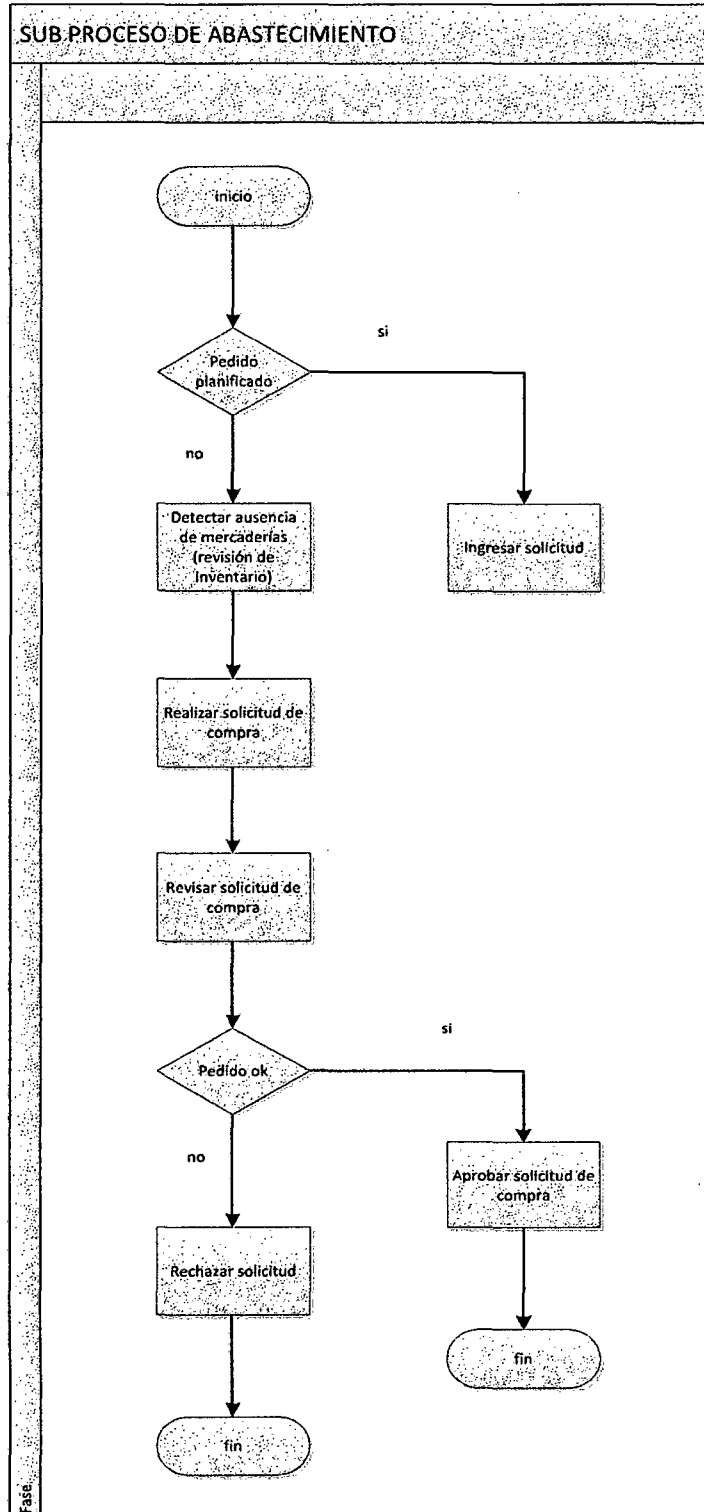 SUB PROCESO DE ABASTECIMIENTO
inicio
si
Pedido
planificado
no
Detectar ausencia
de mercaderías
(revisión de
Inventario)
Ingresar solicitud
Realizar solicitud de
compra
Revisar solicitud de
compra
si
Pedido ok
no
Aprobar solicitud de
compra
Rechazar solicitud
fin
fin
Fase